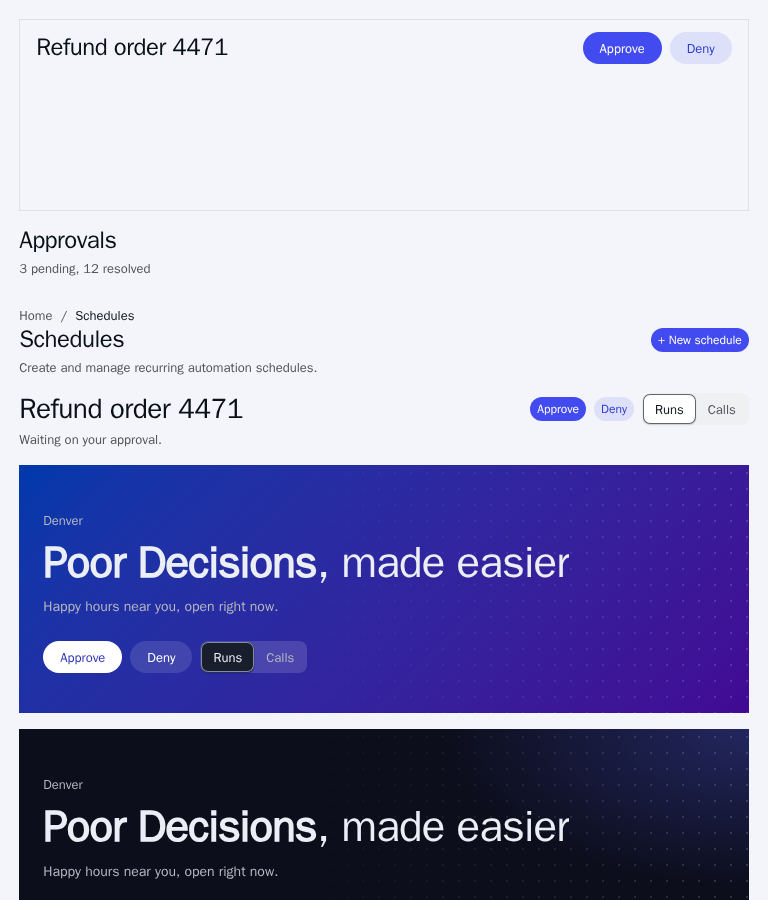 Refund order 4471
Approve
Deny
Approvals
3 pending, 12 resolved
Home / Schedules
Schedules
+ New schedule
Create and manage recurring automation schedules.
Refund order 4471
Approve
Deny
Runs
Calls
Waiting on your approval.
Denver
Poor Decisions, made easier
Happy hours near you, open right now.
Approve
Deny
Runs
Calls
Denver
Poor Decisions, made easier
Happy hours near you, open right now.